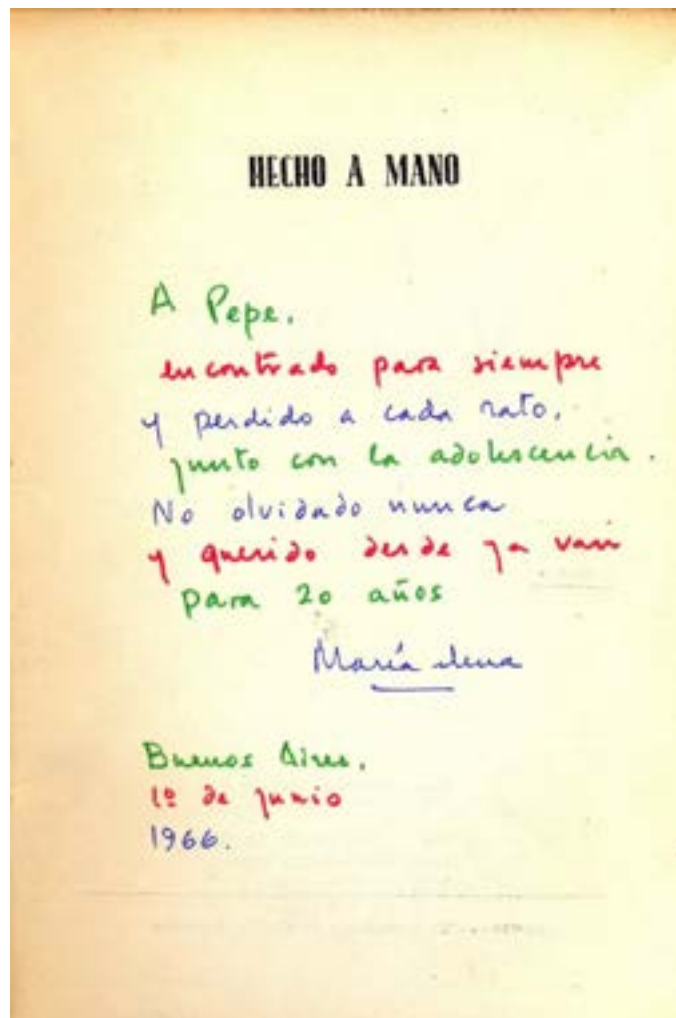 HECHO A MANO
A Pepe.
encontrado para siempre
y perdido a cada rato.
junto con la adolescencia.
No olvidado nunca
y querido desde ya van
para 20 años
María Elena
Buenos Aires.
1º de junio
1966.